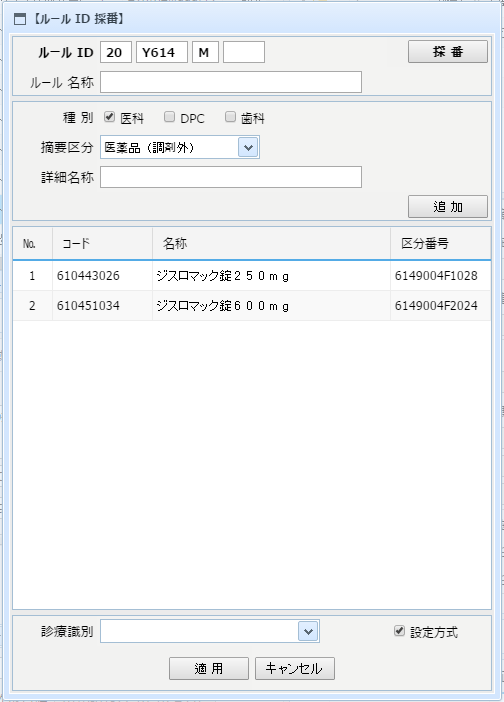 【ルール ID 採番】
ルール ID 20 Y614 M 採 番
ルール 名称
種 別 医科 DPC 歯科
摘要区分 医薬品（調剤外）
詳細名称
追 加
No. コード 名称 区分番号
1 610443026 ジスロマック錠２５０ｍｇ 6149004F1028
2 610451034 ジスロマック錠６００ｍｇ 6149004F2024
診療識別 設定方式
適 用 キャンセル